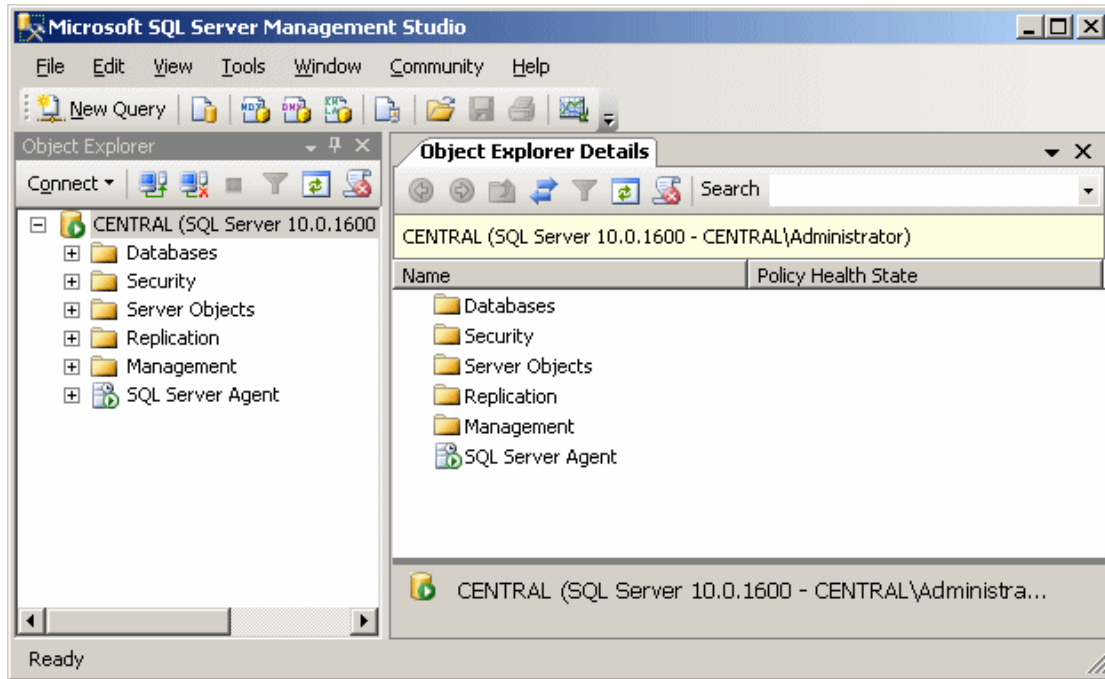 Microsoft SQL Server Management Studio
File Edit View Tools Window Community Help
New Query MDX DMX
Object Explorer
Connect
CENTRAL (SQL Server 10.0.1600
Databases
Security
Server Objects
Replication
Management
SQL Server Agent
Object Explorer Details
Search
CENTRAL (SQL Server 10.0.1600 - CENTRAL\Administrator)
Name Policy Health State
Databases
Security
Server Objects
Replication
Management
SQL Server Agent
CENTRAL (SQL Server 10.0.1600 - CENTRAL\Administra...
Ready